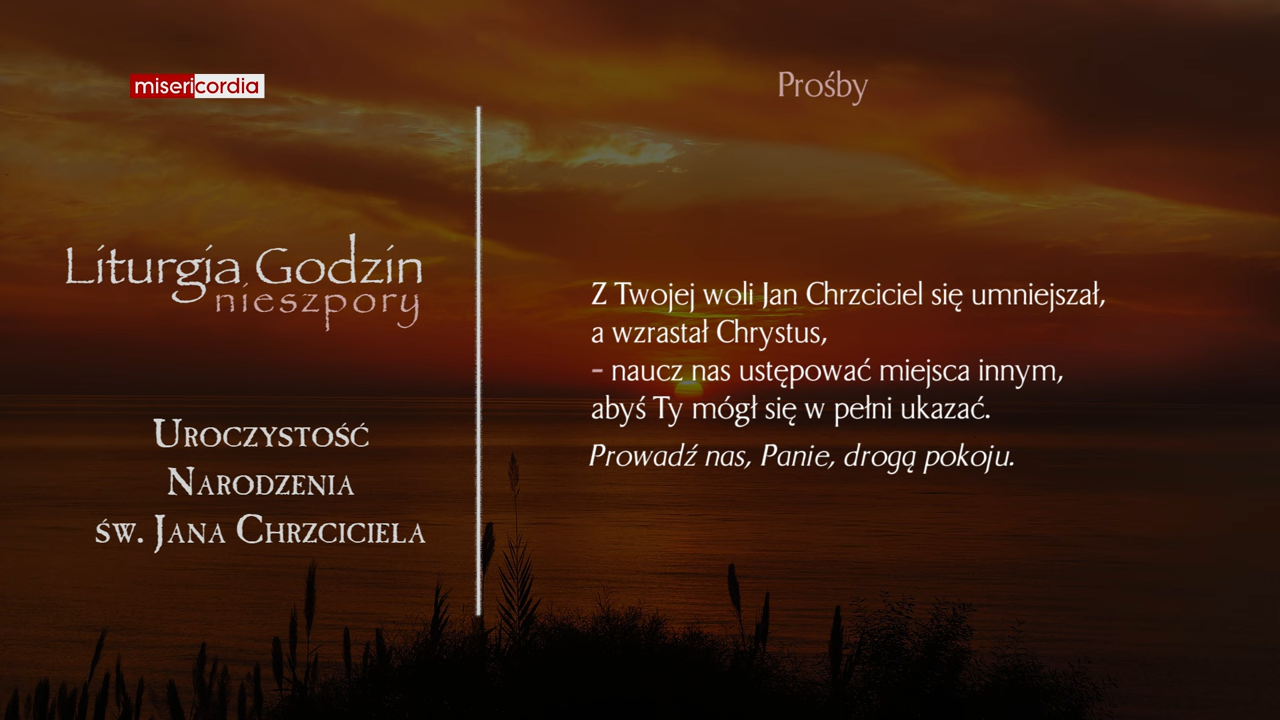 misericordia
Prośby
Liturgia Godzin
nieszpory
Uroczystość
Narodzenia
św. Jana Chrzciciela
Z Twojej woli Jan Chrzciciel się umniejszał,
a wzrastał Chrystus,
- naucz nas ustępować miejsca innym,
abyś Ty mógł się w pełni ukazać.
Prowadź nas, Panie, drogą pokoju.